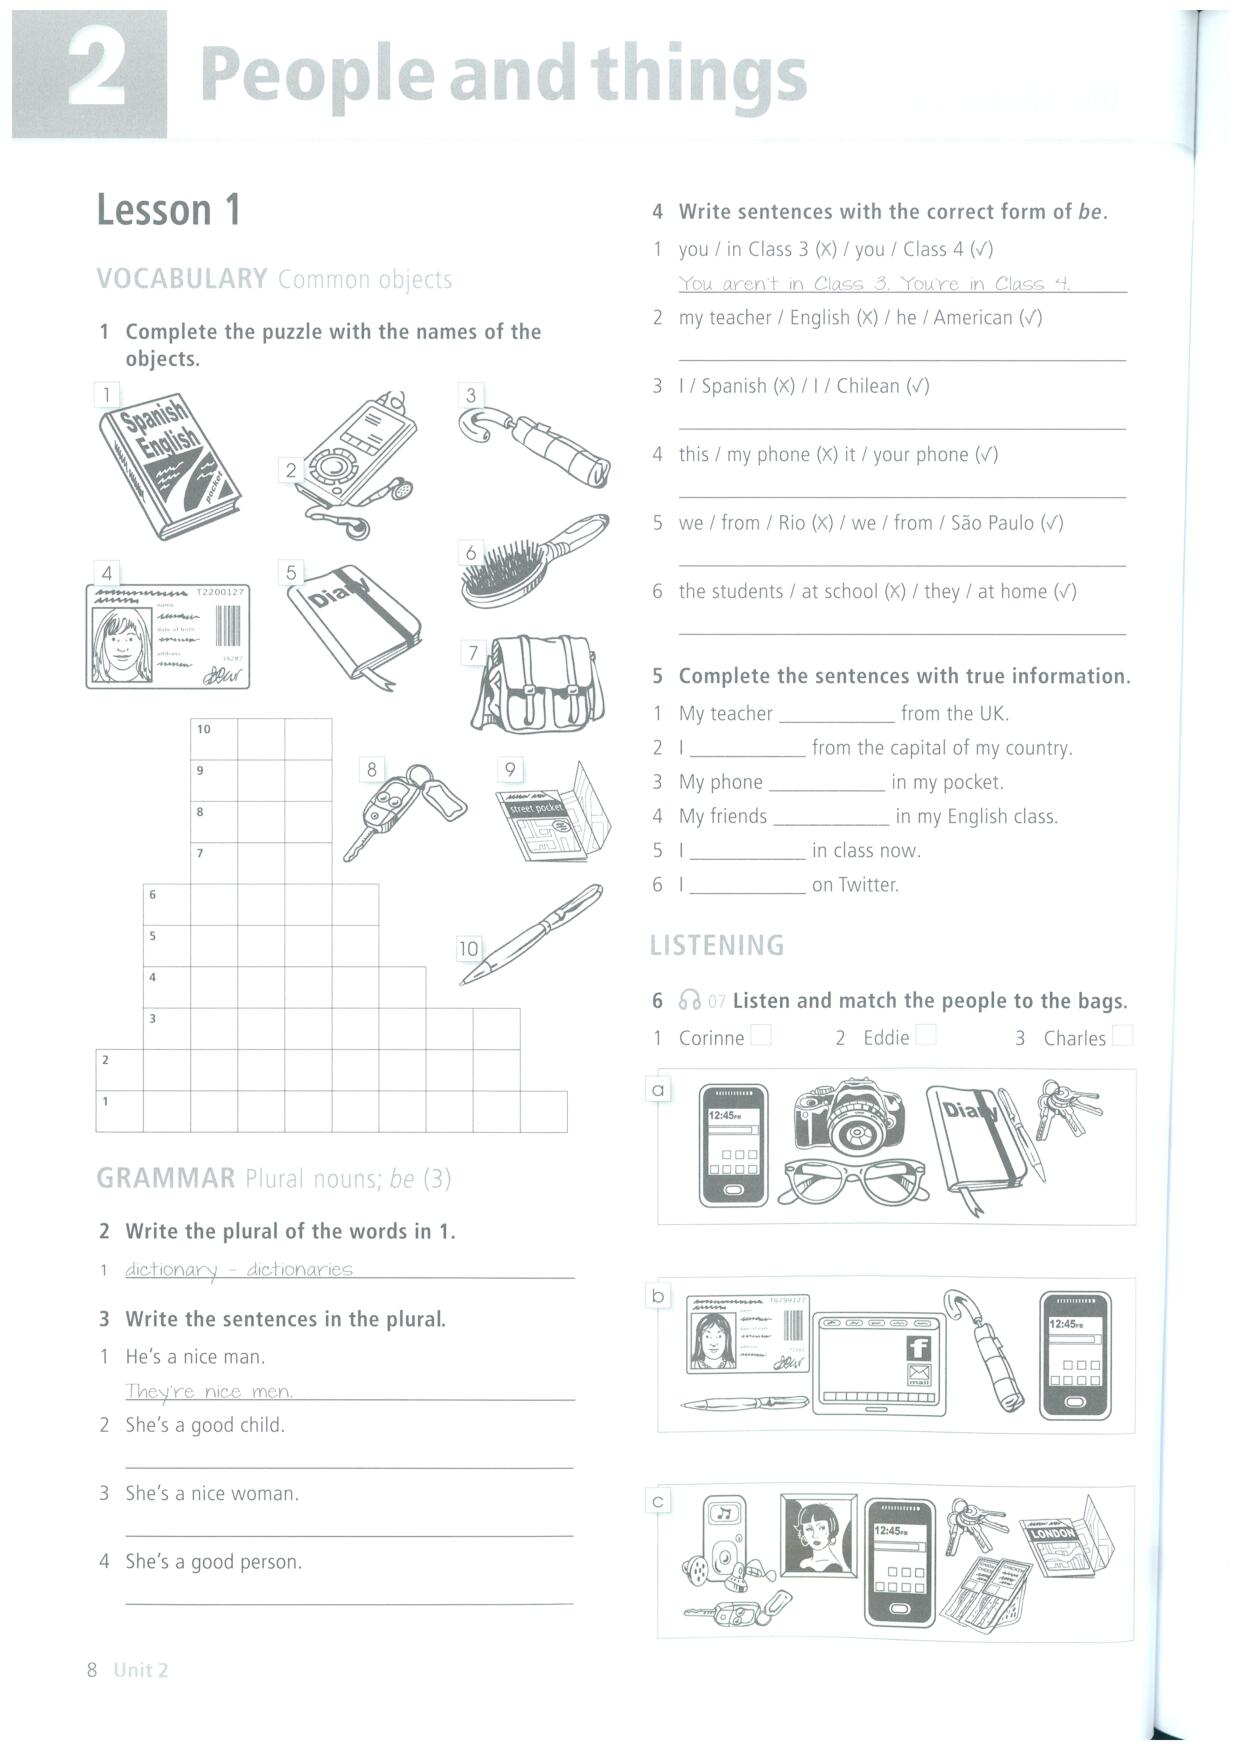 2 People and things
Lesson 1
VOCABULARY Common objects
1 Complete the puzzle with the names of the
objects.
1
Spanish
English
pocket
2
3
4
T2200127
name
date of birth
address
5
Diary
6
7
8
9
street pocket
10
10
9
8
7
6
5
4
3
2
1
GRAMMAR Plural nouns; be (3)
2 Write the plural of the words in 1.
1 dictionary – dictionaries
3 Write the sentences in the plural.
1 He's a nice man.
They're nice men.
2 She's a good child.
3 She's a nice woman.
4 She's a good person.
4 Write sentences with the correct form of be.
1 you / in Class 3 (X) / you / Class 4 (✓)
You aren't in Class 3. You're in Class 4.
2 my teacher / English (X) / he / American (✓)
3 I / Spanish (X) / I / Chilean (✓)
4 this / my phone (X) it / your phone (✓)
5 we / from / Rio (X) / we / from / São Paulo (✓)
6 the students / at school (X) / they / at home (✓)
5 Complete the sentences with true information.
1 My teacher ___________ from the UK.
2 I ___________ from the capital of my country.
3 My phone ___________ in my pocket.
4 My friends ___________ in my English class.
5 I ___________ in class now.
6 I ___________ on Twitter.
LISTENING
6 07 Listen and match the people to the bags.
1 Corinne 2 Eddie 3 Charles
a
12:45PM
Diary
b
T6799127
f
mail
12:45PM
c
12:45PM
LONDON
8 Unit 2